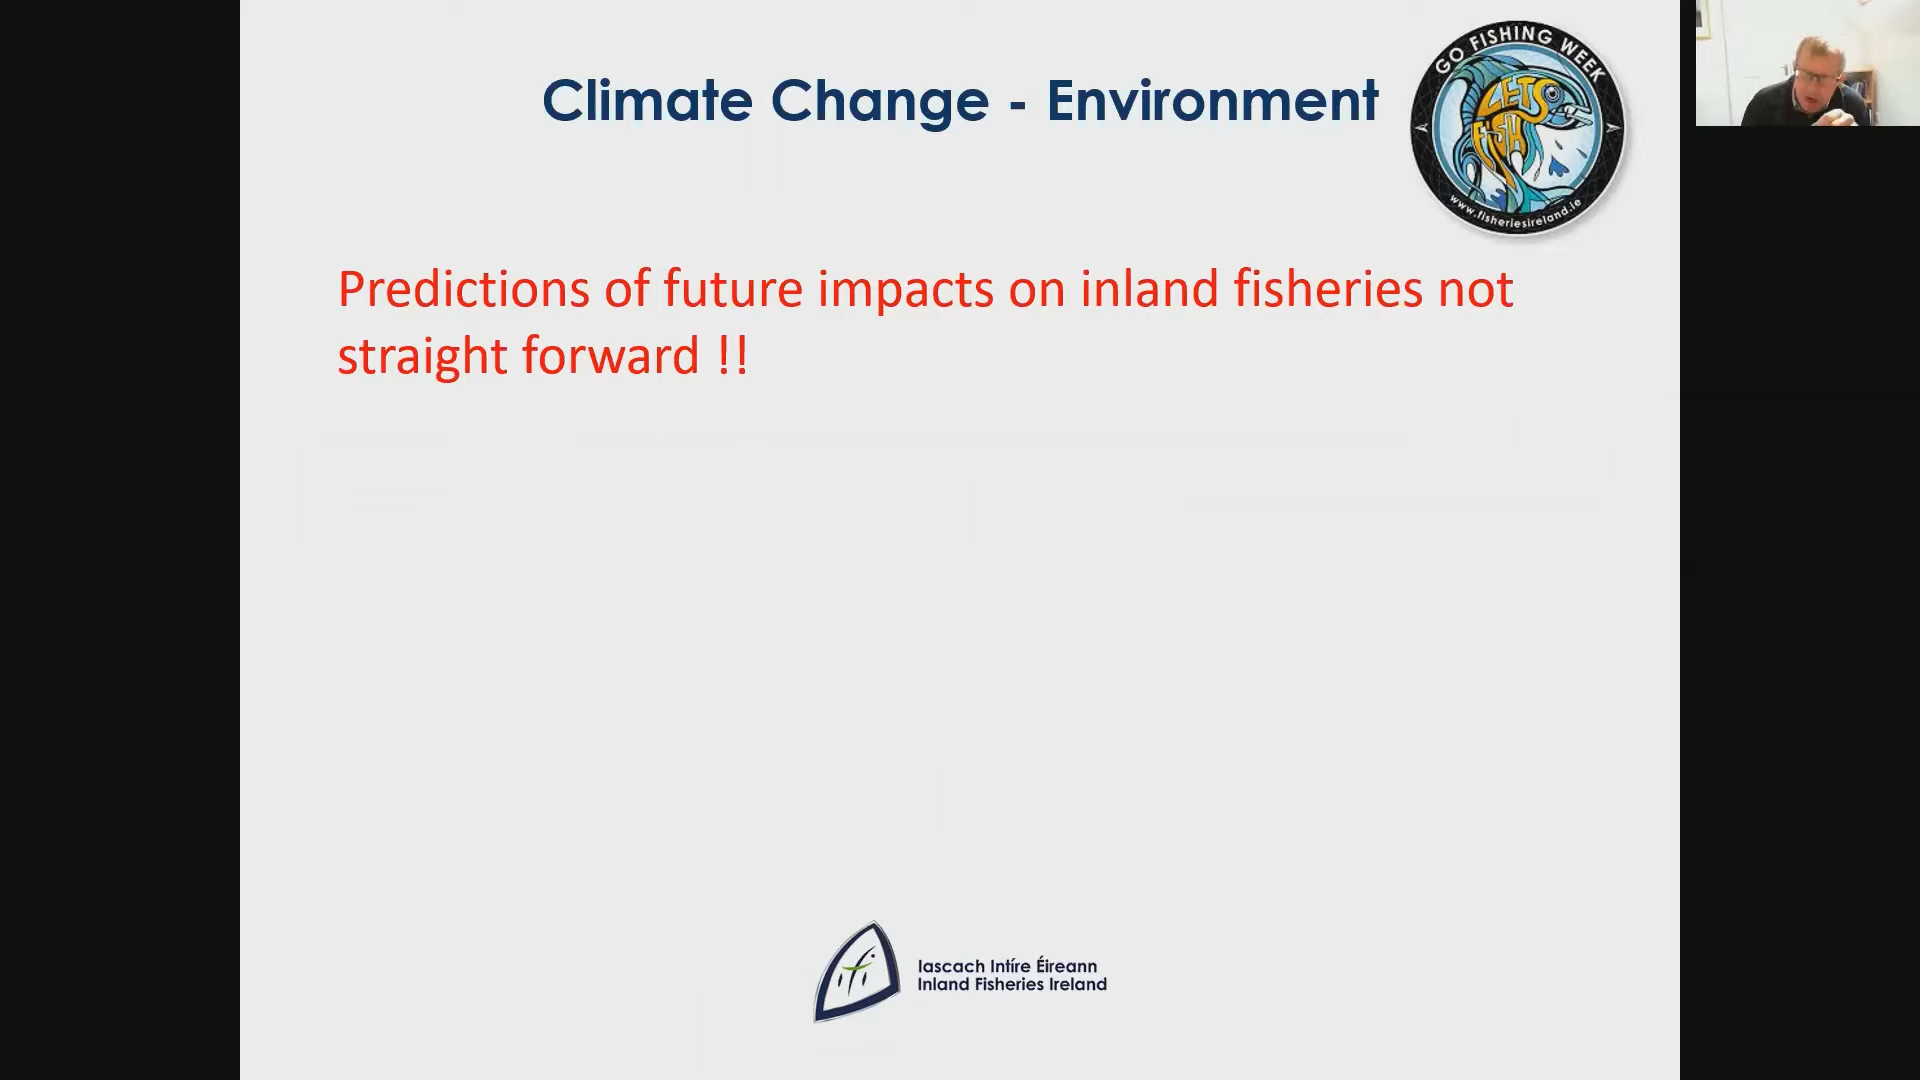 Climate Change - Environment
GO FISHING WEEK
LETS
FISH
www.fisheriesireland.ie
Predictions of future impacts on inland fisheries not
straight forward !!
ifi
Iascach Intíre Éireann
Inland Fisheries Ireland